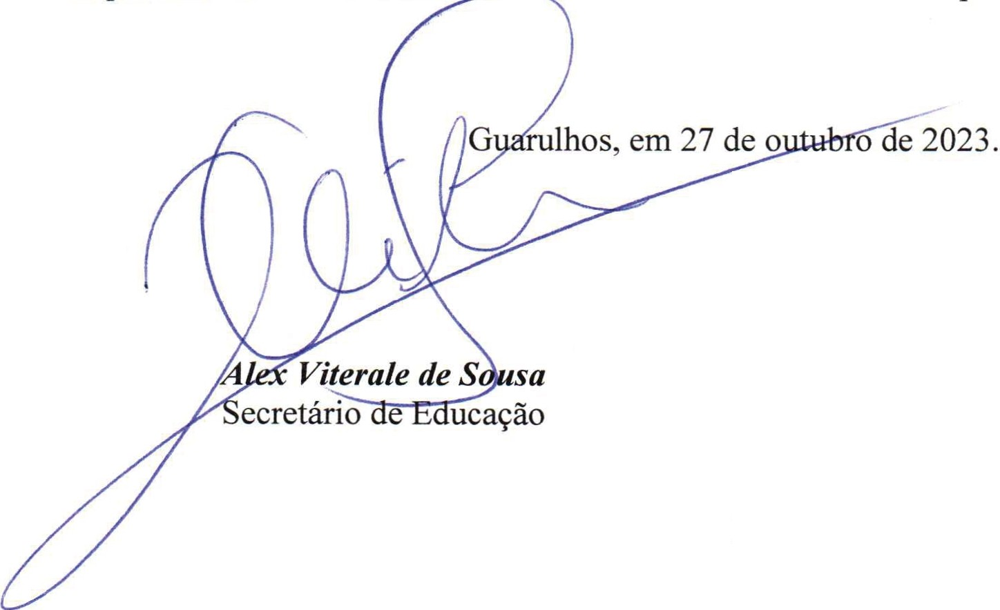 Guarulhos, em 27 de outubro de 2023.
Alex Viterale de Sousa
Secretário de Educação